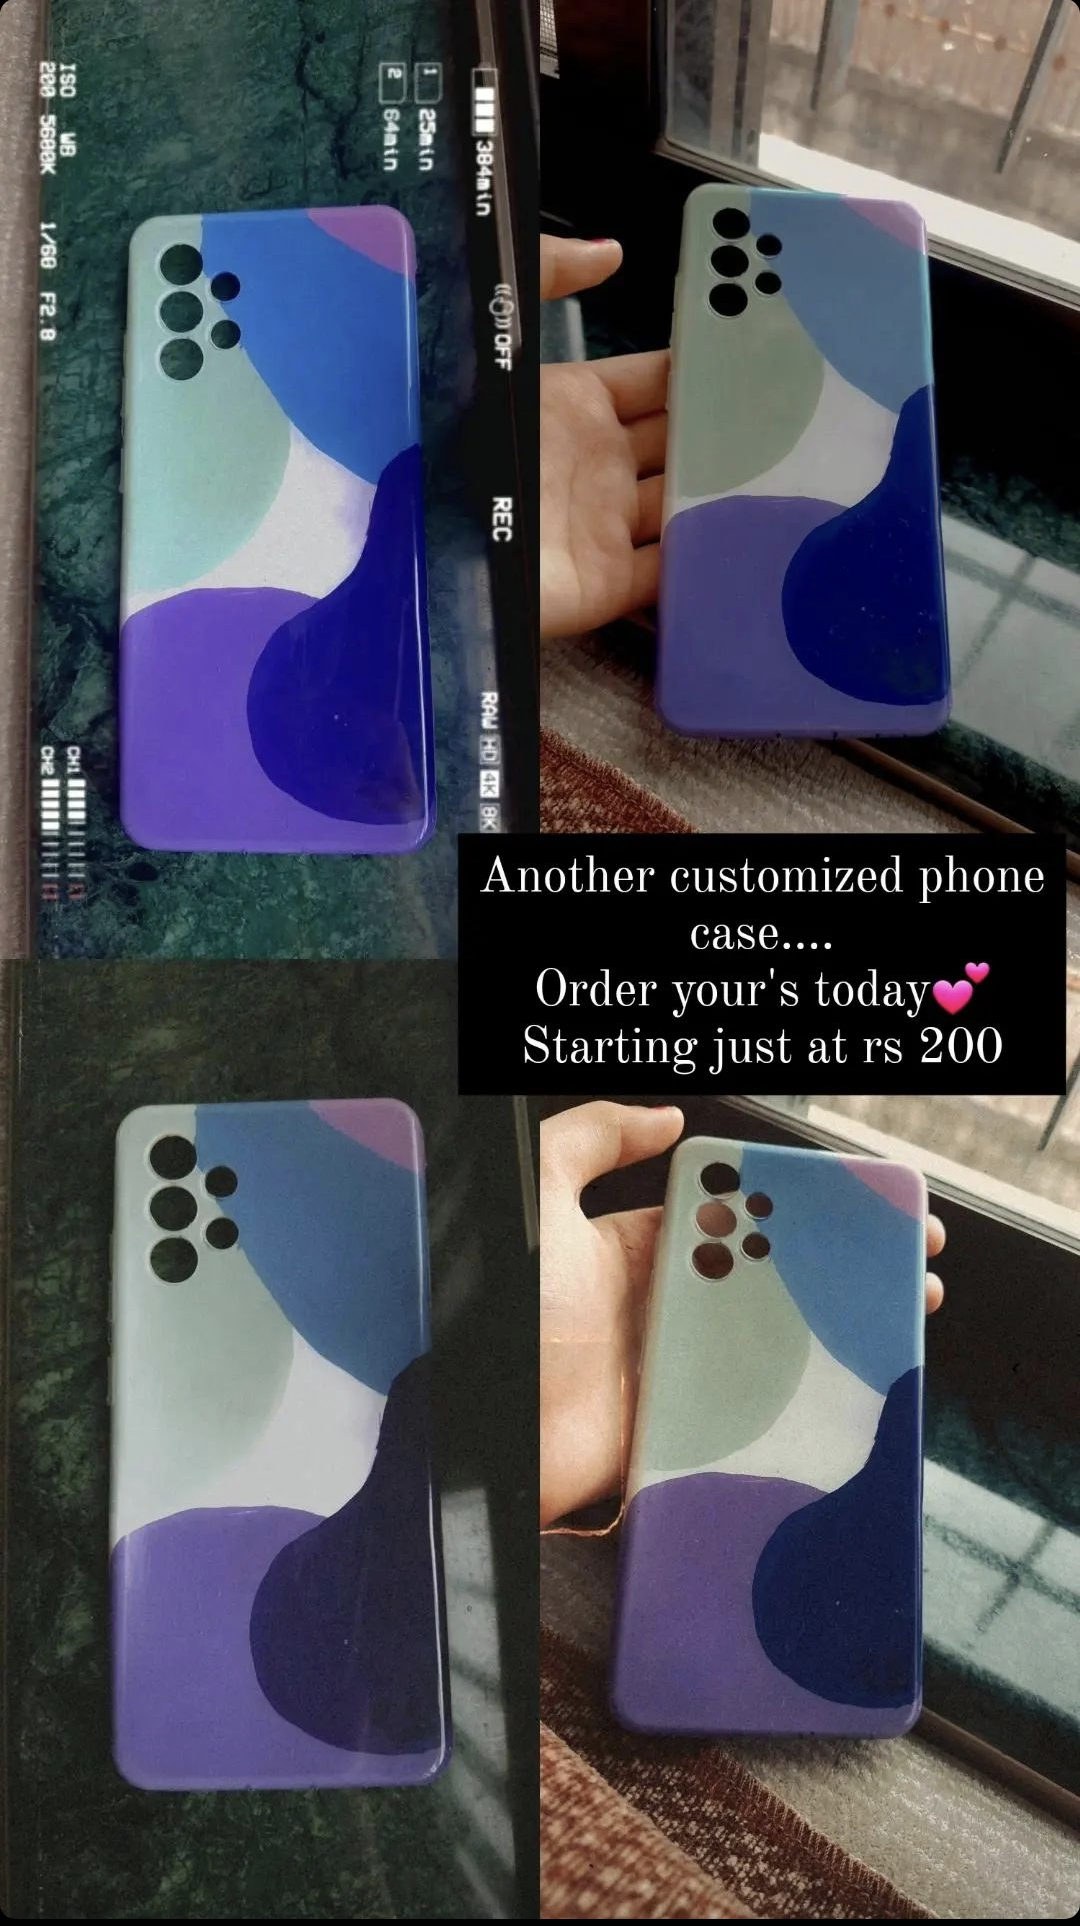 ISO WB
200 5600K 1/60 F2.8
1 25min
2 64min
384min ((ω)) OFF REC RAW HD 4K 8K
CH1
CH2
Another customized phone
case....
Order your's today💕
Starting just at rs 200